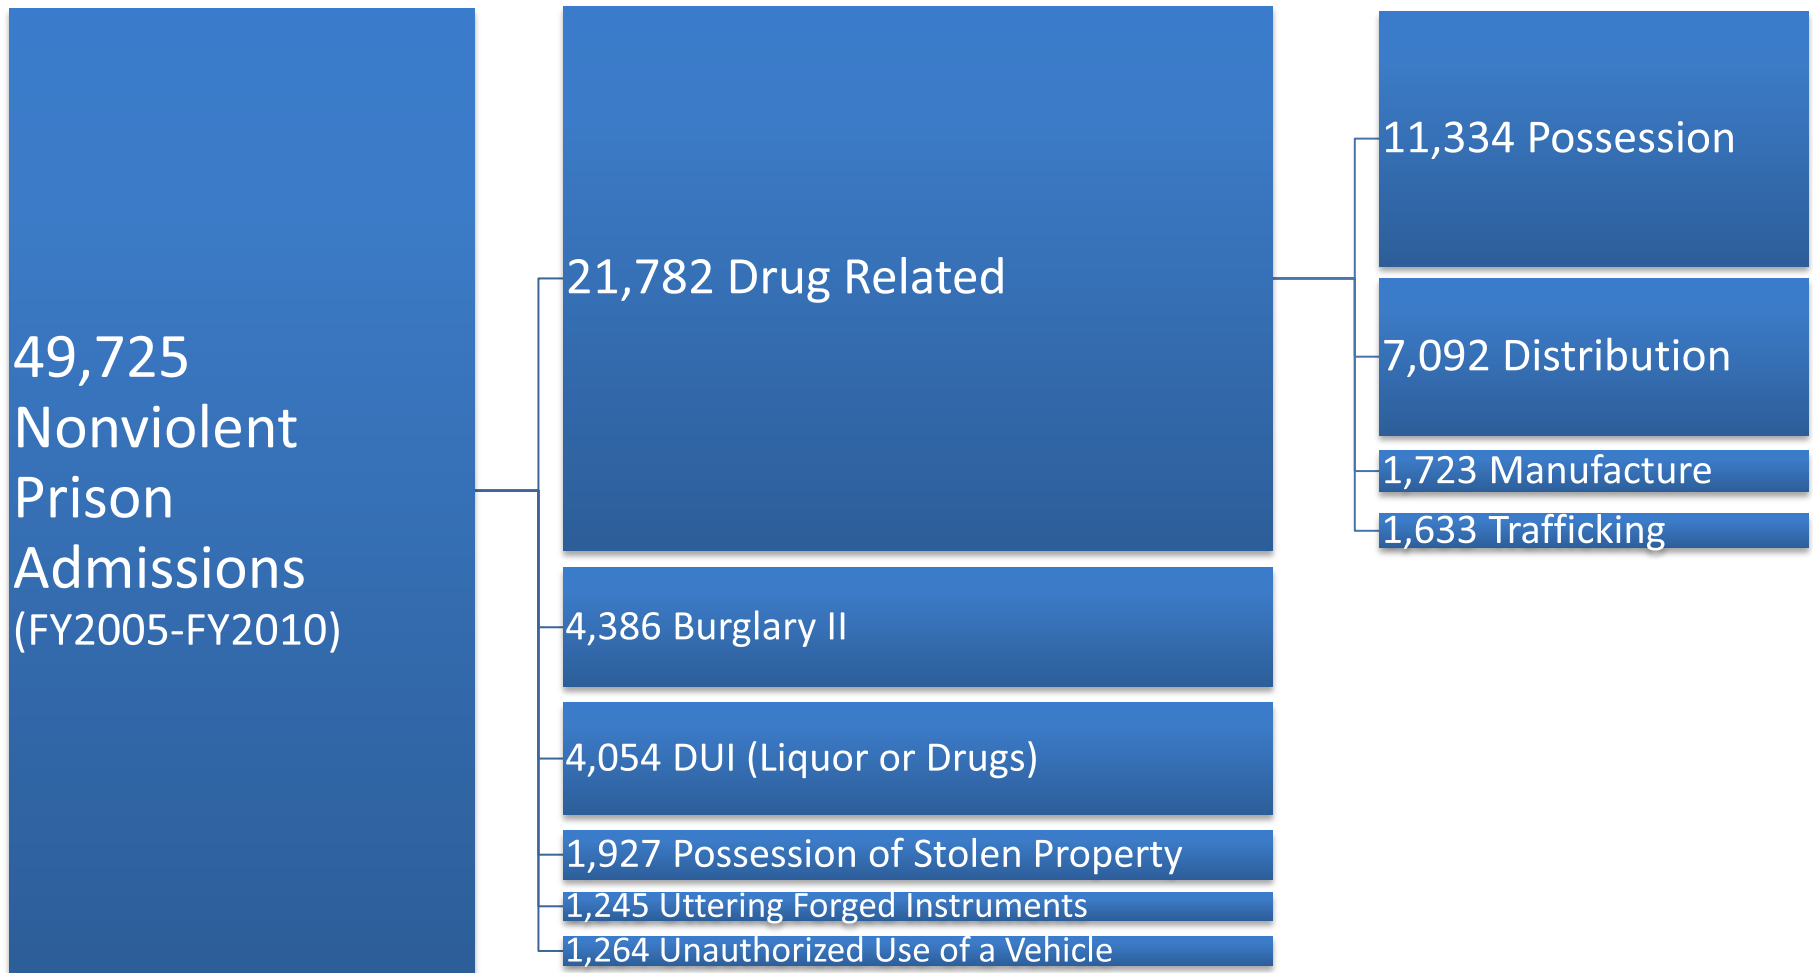 49,725
Nonviolent
Prison
Admissions
(FY2005-FY2010)
21,782 Drug Related
4,386 Burglary II
4,054 DUI (Liquor or Drugs)
1,927 Possession of Stolen Property
1,245 Uttering Forged Instruments
1,264 Unauthorized Use of a Vehicle
11,334 Possession
7,092 Distribution
1,723 Manufacture
1,633 Trafficking